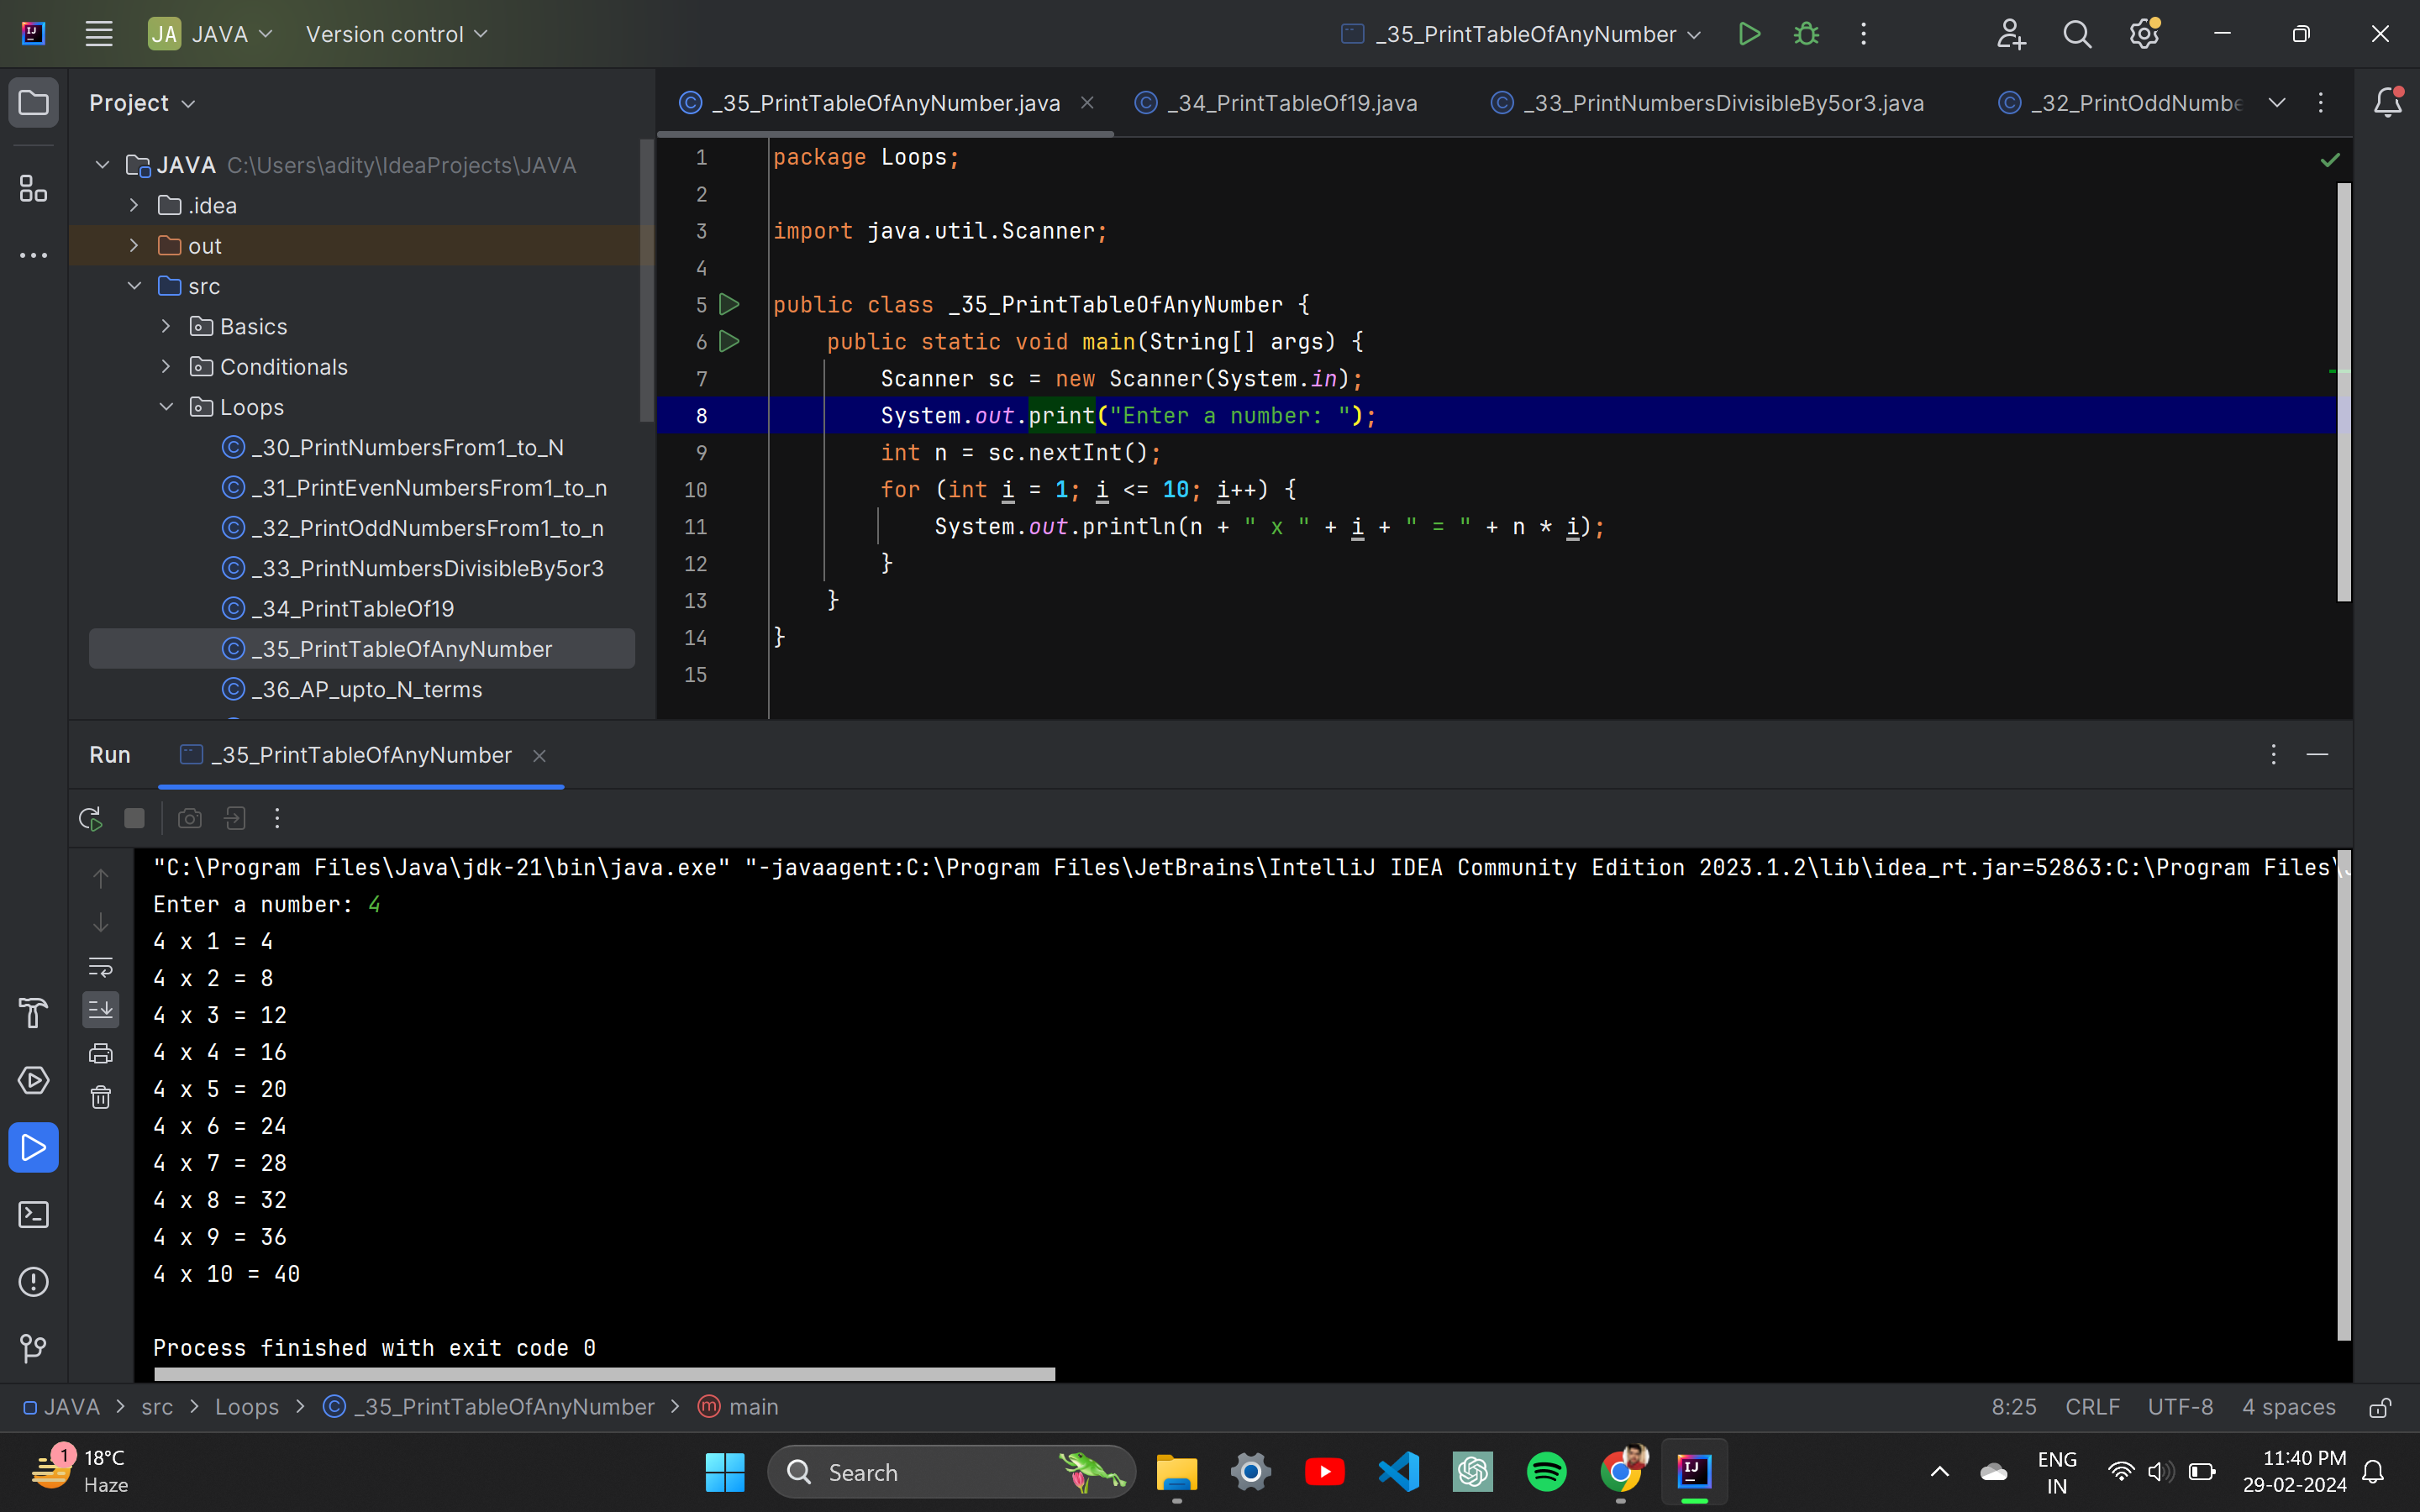 JA JAVA Version control _35_PrintTableOfAnyNumber
Project
_35_PrintTableOfAnyNumber.java _34_PrintTableOf19.java _33_PrintNumbersDivisibleBy5or3.java _32_PrintOddNumbe
JAVA C:\Users\adity\IdeaProjects\JAVA
.idea
out
src
Basics
Conditionals
Loops
_30_PrintNumbersFrom1_to_N
_31_PrintEvenNumbersFrom1_to_n
_32_PrintOddNumbersFrom1_to_n
_33_PrintNumbersDivisibleBy5or3
_34_PrintTableOf19
_35_PrintTableOfAnyNumber
_36_AP_upto_N_terms
1 package Loops;
2
3 import java.util.Scanner;
4
5 public class _35_PrintTableOfAnyNumber {
6 public static void main(String[] args) {
7 Scanner sc = new Scanner(System.in);
8 System.out.print("Enter a number: ");
9 int n = sc.nextInt();
10 for (int i = 1; i <= 10; i++) {
11 System.out.println(n + " x " + i + " = " + n * i);
12 }
13 }
14 }
15
Run _35_PrintTableOfAnyNumber
"C:\Program Files\Java\jdk-21\bin\java.exe" "-javaagent:C:\Program Files\JetBrains\IntelliJ IDEA Community Edition 2023.1.2\lib\idea_rt.jar=52863:C:\Program Files\
Enter a number: 4
4 x 1 = 4
4 x 2 = 8
4 x 3 = 12
4 x 4 = 16
4 x 5 = 20
4 x 6 = 24
4 x 7 = 28
4 x 8 = 32
4 x 9 = 36
4 x 10 = 40
Process finished with exit code 0
JAVA > src > Loops > _35_PrintTableOfAnyNumber > main 8:25 CRLF UTF-8 4 spaces
1 18°C
Haze
Search
ENG
IN
11:40 PM
29-02-2024